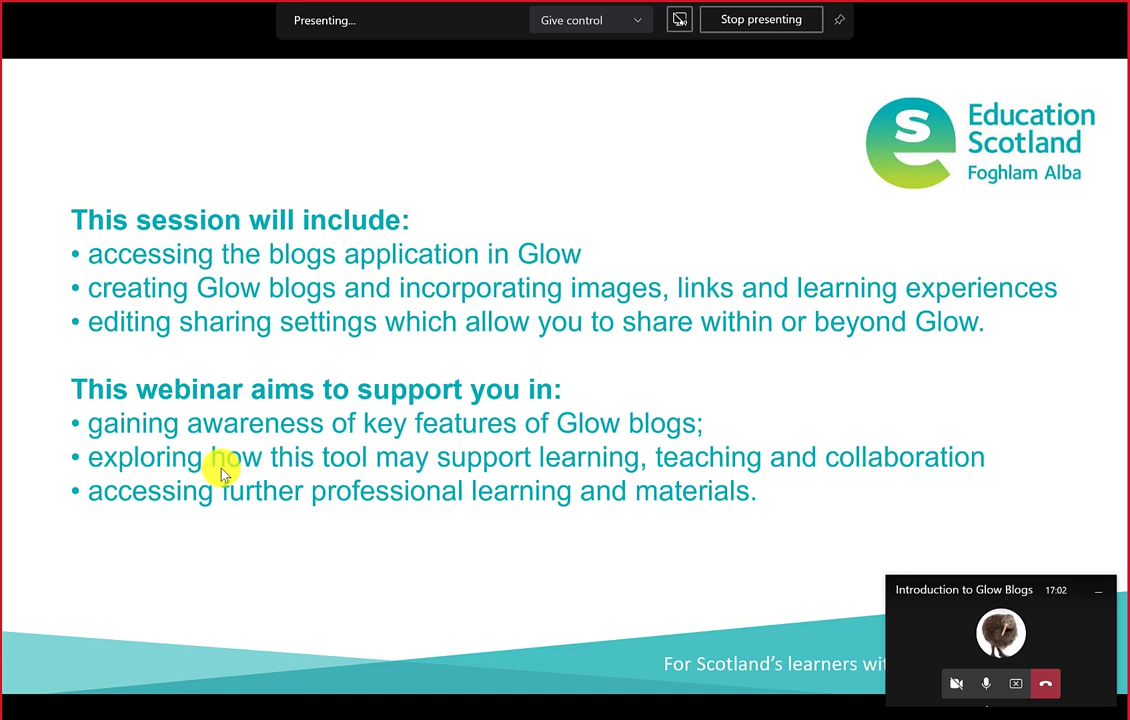 Presenting...
Give control
Stop presenting
Education
Scotland
Foghlam Alba
This session will include:
• accessing the blogs application in Glow
• creating Glow blogs and incorporating images, links and learning experiences
• editing sharing settings which allow you to share within or beyond Glow.
This webinar aims to support you in:
• gaining awareness of key features of Glow blogs;
• exploring how this tool may support learning, teaching and collaboration
• accessing further professional learning and materials.
Introduction to Glow Blogs 17:02
For Scotland's learners